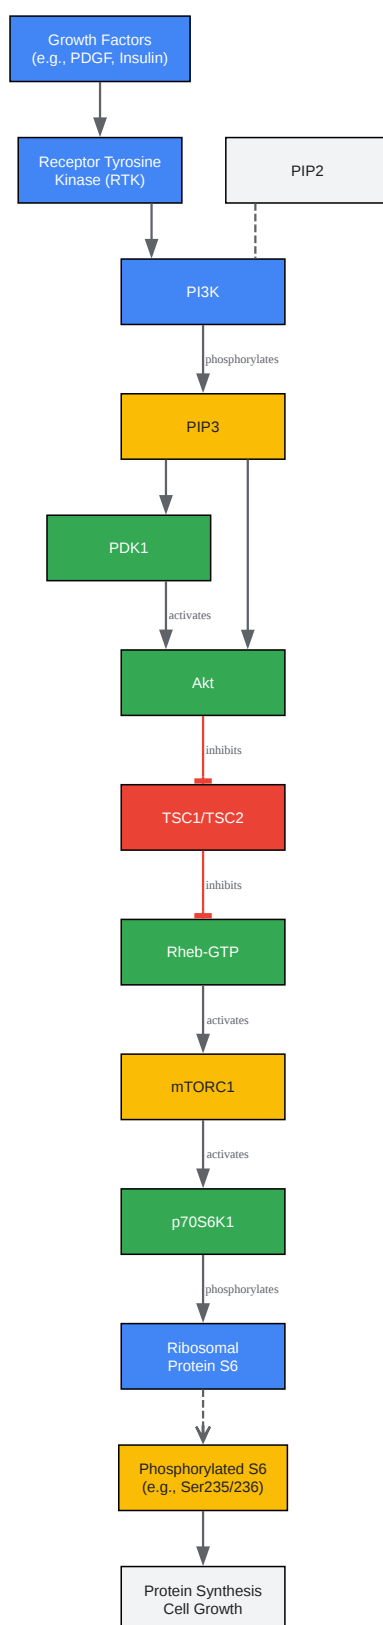 Growth Factors
(e.g., PDGF, Insulin)
Receptor Tyrosine
Kinase (RTK)
PIP2
PI3K
phosphorylates
PIP3
PDK1
activates
Akt
inhibits
TSC1/TSC2
inhibits
Rheb-GTP
activates
mTORC1
activates
p70S6K1
phosphorylates
Ribosomal
Protein S6
Phosphorylated S6
(e.g., Ser235/236)
Protein Synthesis
Cell Growth